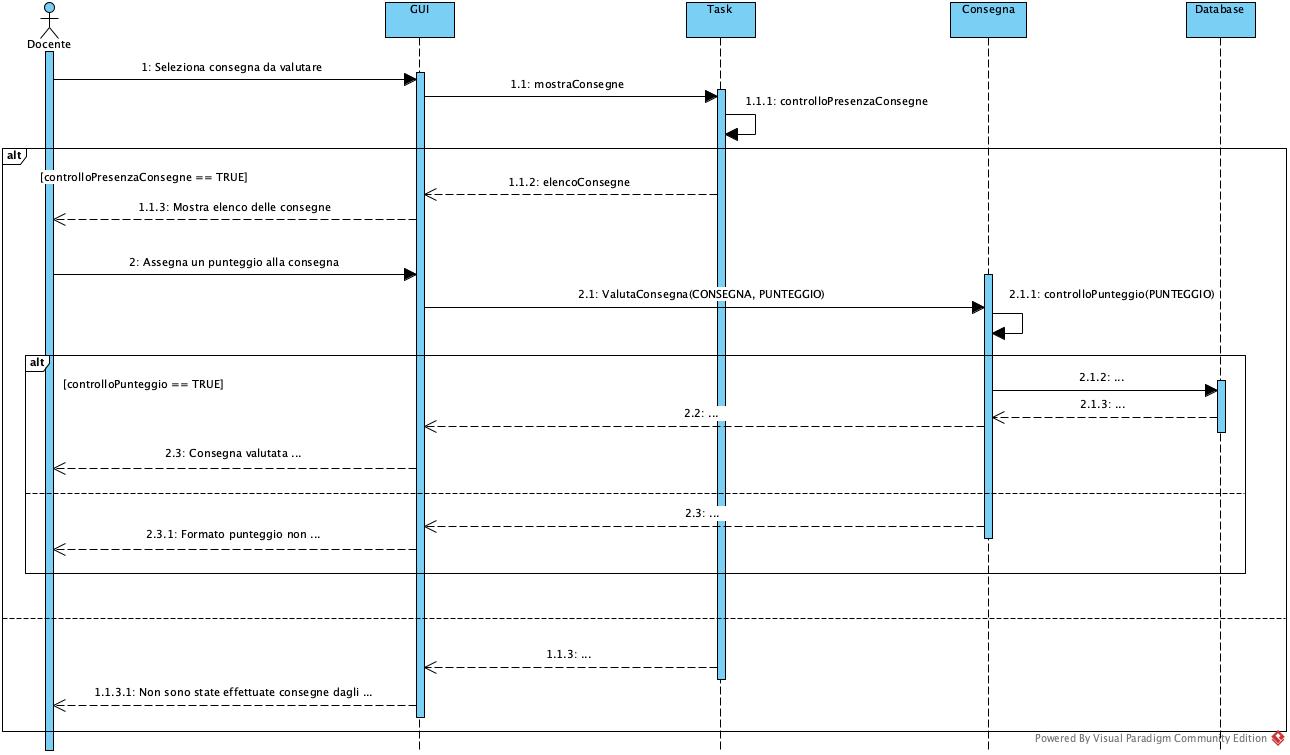 GUI
Task
Consegna
Database
Docente
1: Seleziona consegna da valutare
1.1: mostraConsegne
1.1.1: controlloPresenzaConsegne
alt
[controlloPresenzaConsegne == TRUE]
1.1.2: elencoConsegne
1.1.3: Mostra elenco delle consegne
2: Assegna un punteggio alla consegna
2.1: ValutaConsegna(CONSEGNA, PUNTEGGIO)
2.1.1: controlloPunteggio(PUNTEGGIO)
alt
[controlloPunteggio == TRUE]
2.1.2: ...
2.1.3: ...
2.2: ...
2.3: Consegna valutata ...
2.3: ...
2.3.1: Formato punteggio non ...
1.1.3: ...
1.1.3.1: Non sono state effettuate consegne dagli ...
Powered By Visual Paradigm Community Edition